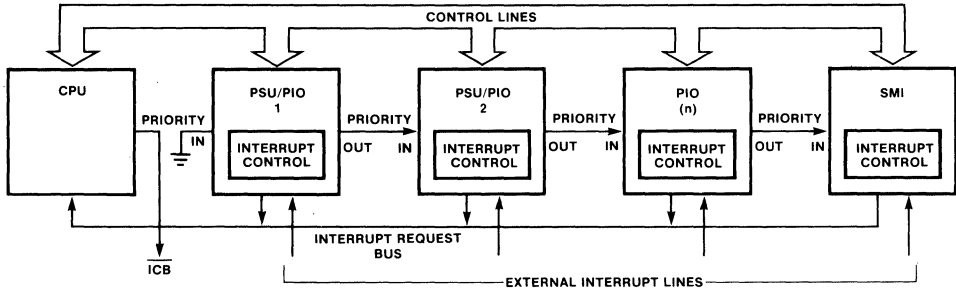 CONTROL LINES
CPU
PSU/PIO
1
PSU/PIO
2
PIO
(n)
SMI
PRIORITY
IN
PRIORITY
OUT IN
PRIORITY
OUT IN
PRIORITY
OUT IN
INTERRUPT
CONTROL
INTERRUPT
CONTROL
INTERRUPT
CONTROL
INTERRUPT
CONTROL
INTERRUPT REQUEST
BUS
ICB
EXTERNAL INTERRUPT LINES